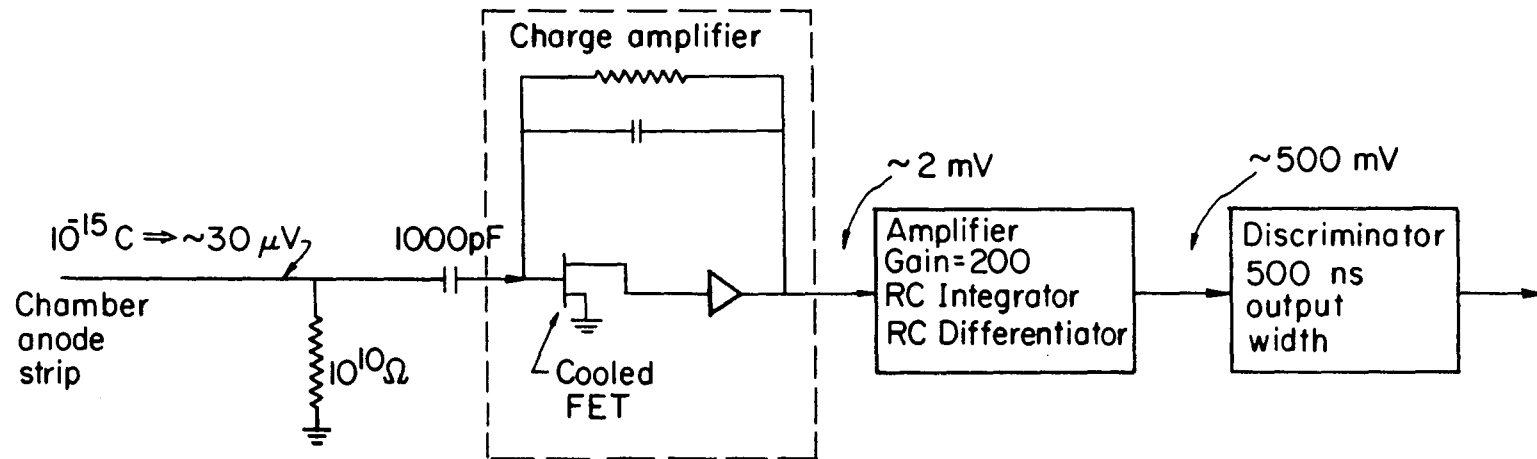 Charge amplifier
10⁻¹⁵ C ⇒ ~30 μV
1000pF
Chamber
anode
strip
10¹⁰Ω
Cooled
FET
~2 mV
Amplifier
Gain=200
RC Integrator
RC Differentiator
~500 mV
Discriminator
500 ns
output
width